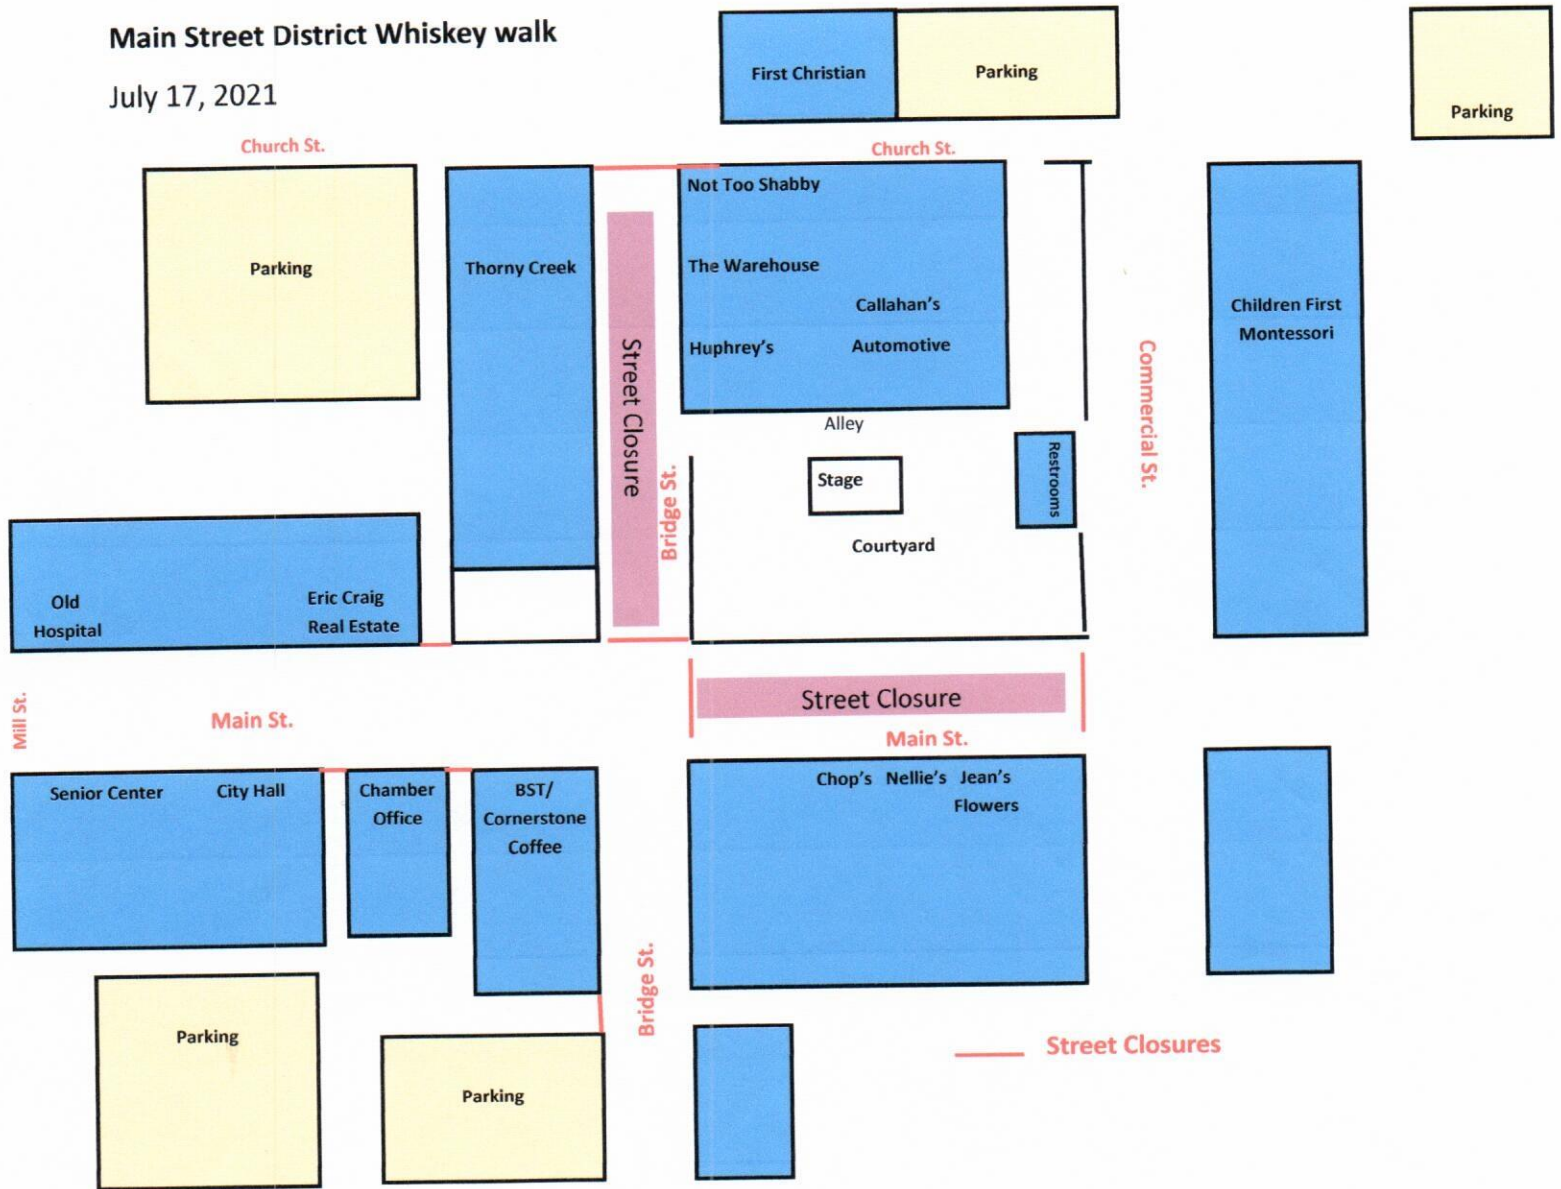 Main Street District Whiskey walk
July 17, 2021
First Christian
Parking
Parking
Church St.
Church St.
Parking
Thorny Creek
Street Closure
Bridge St.
Not Too Shabby
The Warehouse
Callahan's
Huphrey's
Automotive
Alley
Stage
Restrooms
Courtyard
Commercial St.
Children First
Montessori
Old
Hospital
Eric Craig
Real Estate
Mill St.
Main St.
Street Closure
Main St.
Senior Center
City Hall
Chamber
Office
BST/
Cornerstone
Coffee
Chop's Nellie's Jean's
Flowers
Parking
Parking
Bridge St.
Street Closures